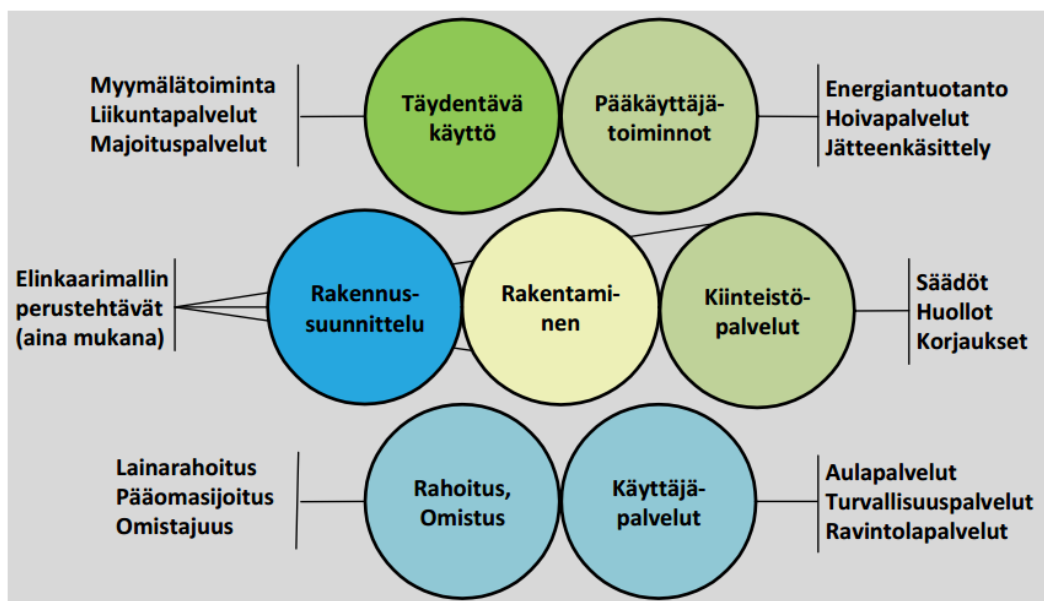 Myymälätoiminta
Liikuntapalvelut
Majoituspalvelut
Täydentävä
käyttö
Pääkäyttäjä-
toiminnot
Energiantuotanto
Hoivapalvelut
Jätteenkäsittely
Elinkaarimallin
perustehtävät
(aina mukana)
Rakennus-
suunnittelu
Rakentami-
nen
Kiinteistö-
palvelut
Säädöt
Huollot
Korjaukset
Lainarahoitus
Pääomasijoitus
Omistajuus
Rahoitus,
Omistus
Käyttäjä-
palvelut
Aulapalvelut
Turvallisuuspalvelut
Ravintolapalvelut